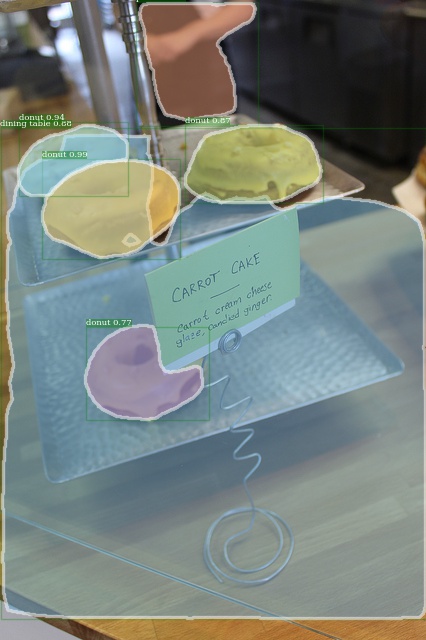 donut 0.94
dining table 0.88
donut 0.87
donut 0.99
CARROT CAKE
Carrot cream cheese
glaze, candied ginger.
donut 0.77